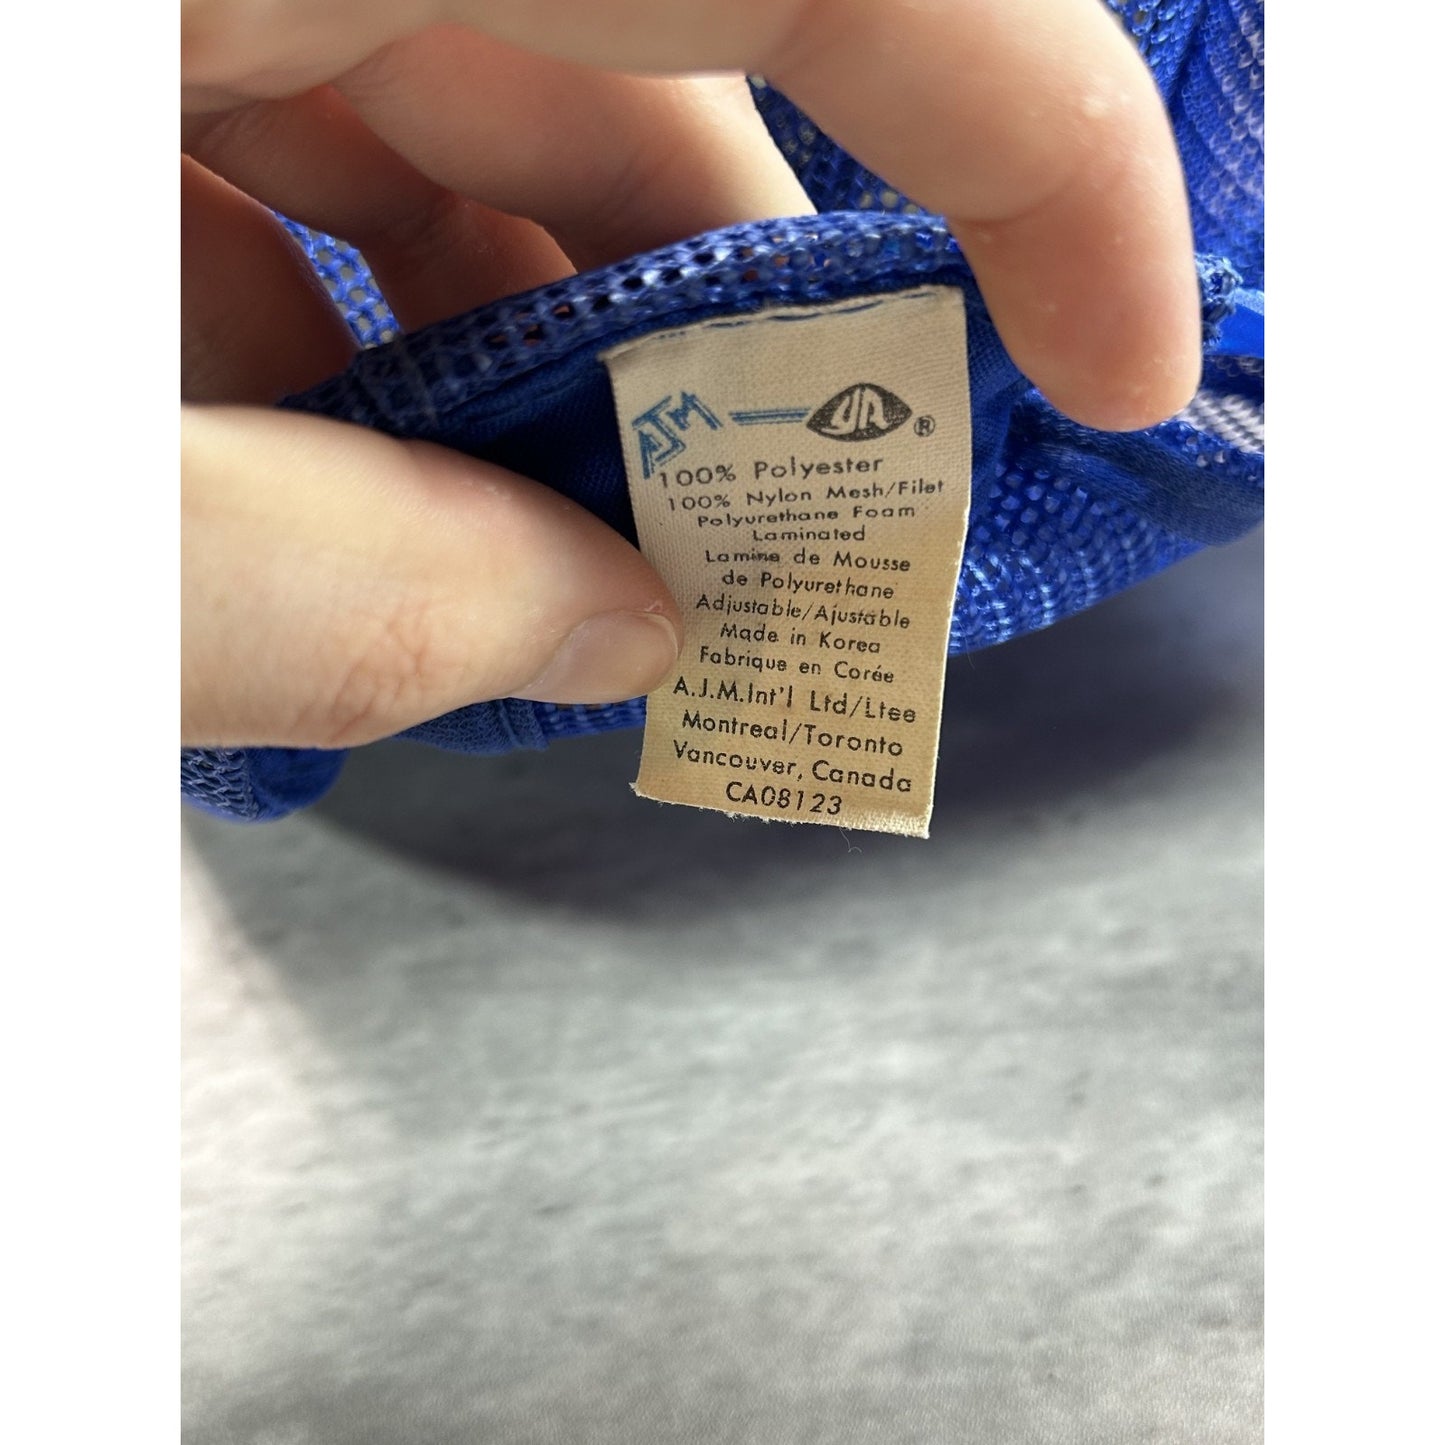 AJM YA ®
100% Polyester
100% Nylon Mesh/Filet
Polyurethane Foam
Laminated
Lamine de Mousse
de Polyurethane
Adjustable/Ajustable
Made in Korea
Fabrique en Corée
A.J.M.Int'l Ltd/Ltee
Montreal/Toronto
Vancouver, Canada
CA08123